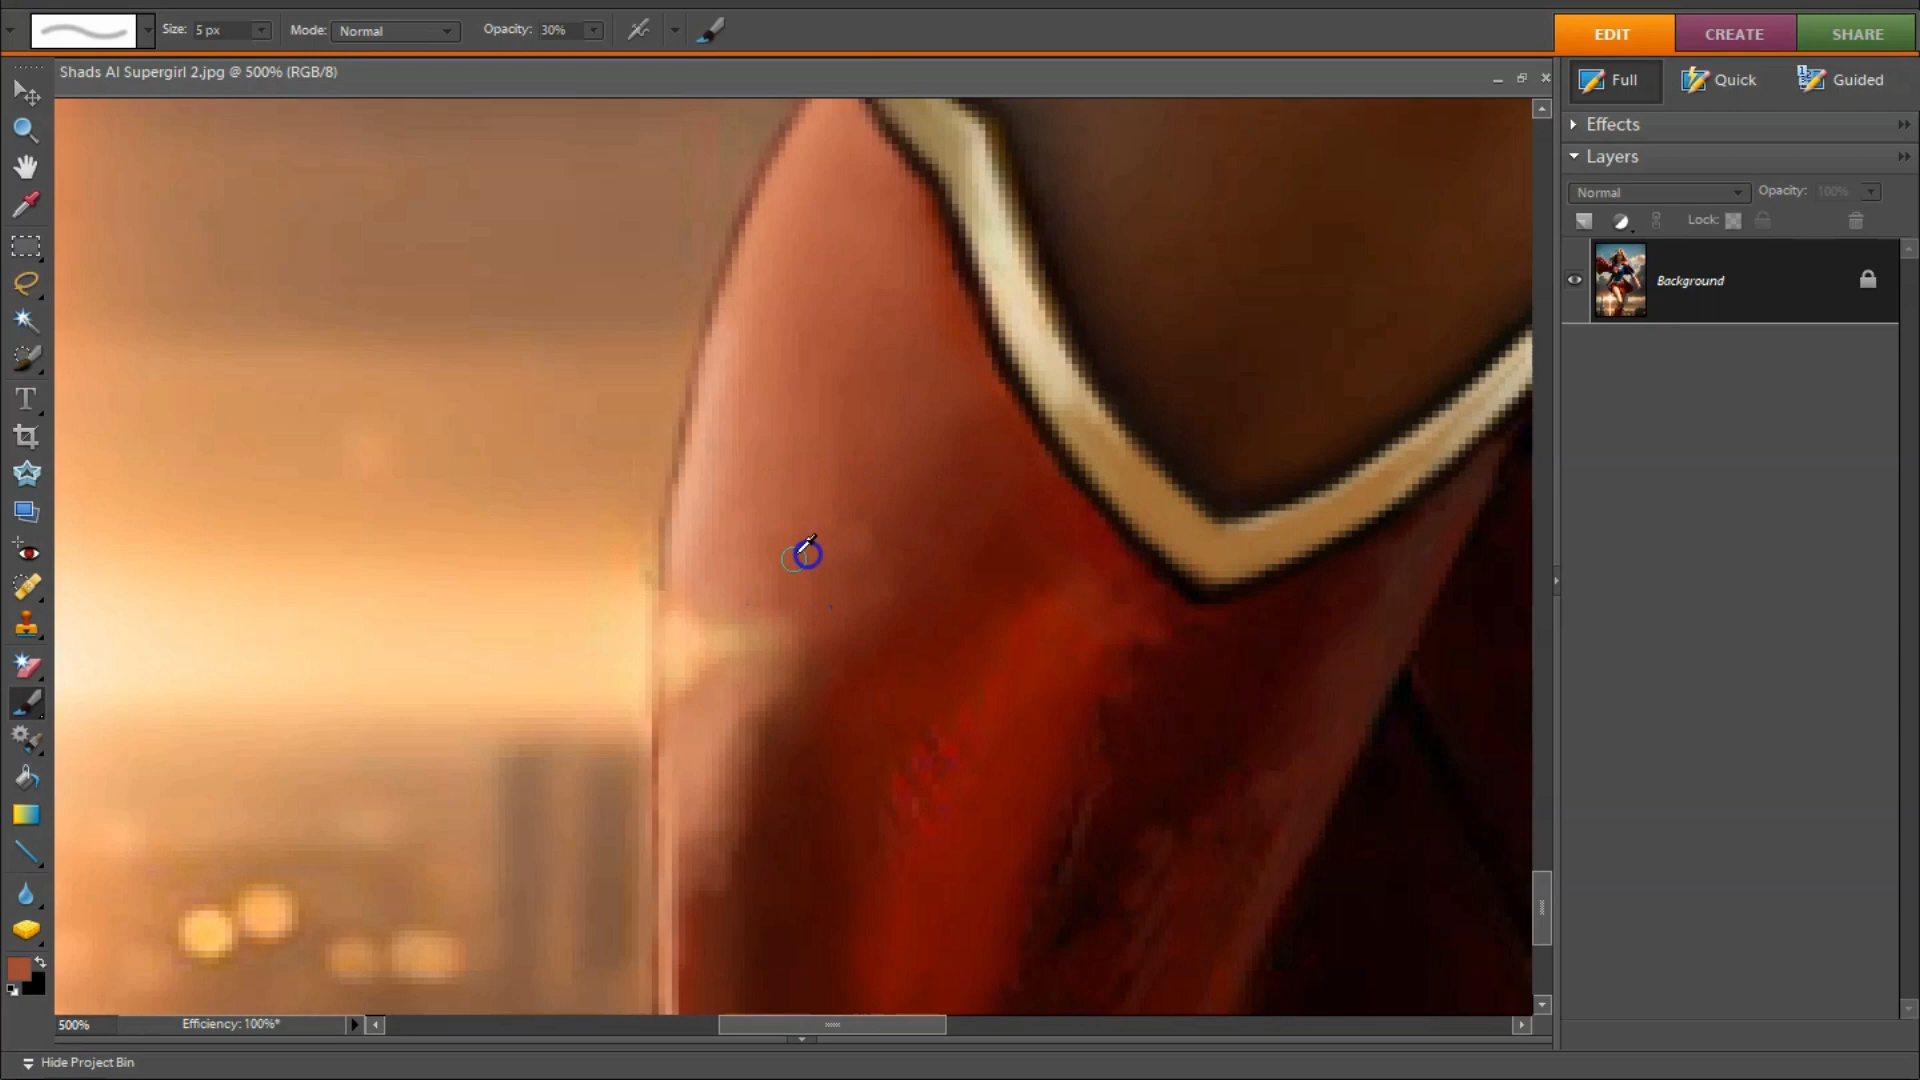 Size: 5 px Mode: Normal Opacity: 30%
EDIT CREATE SHARE
Shads AI Supergirl 2.jpg @ 500% (RGB/8)
Full Quick Guided
Effects
Layers
Normal Opacity: 100%
Lock:
Background
500% Efficiency: 100%*
Hide Project Bin